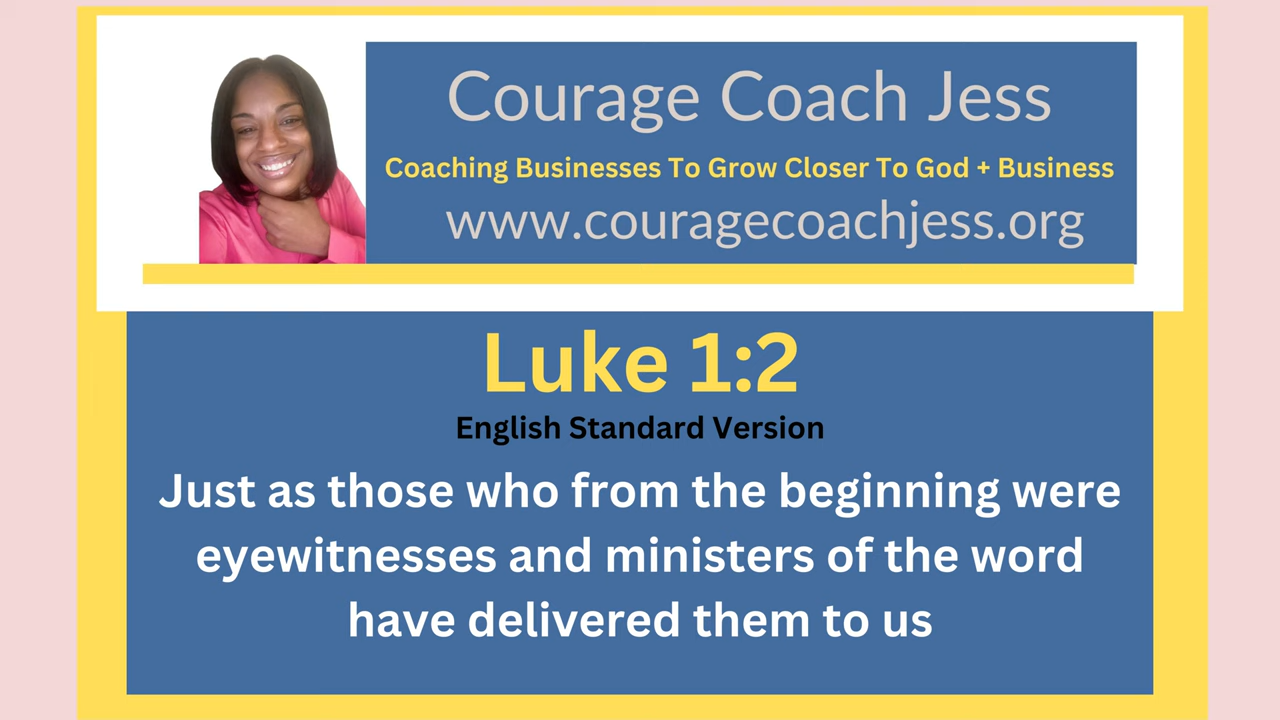 Courage Coach Jess
Coaching Businesses To Grow Closer To God + Business
www.couragecoachjess.org
Luke 1:2
English Standard Version
Just as those who from the beginning were
eyewitnesses and ministers of the word
have delivered them to us